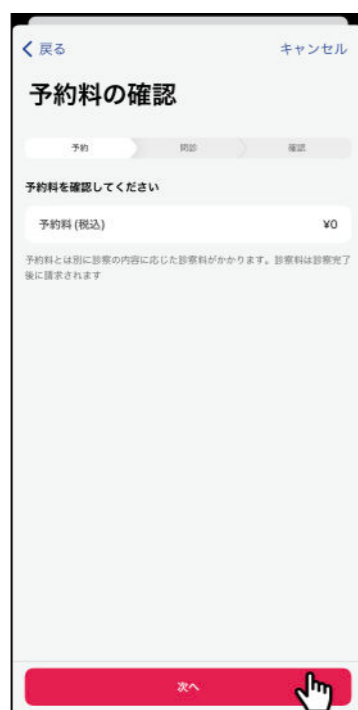 戻る
キャンセル
予約料の確認
予約
問診
確認
予約料を確認してください
予約料 (税込)
¥0
予約料とは別に診察の内容に応じた診察料がかかります。診察料は診察完了
後に請求されます
次へ